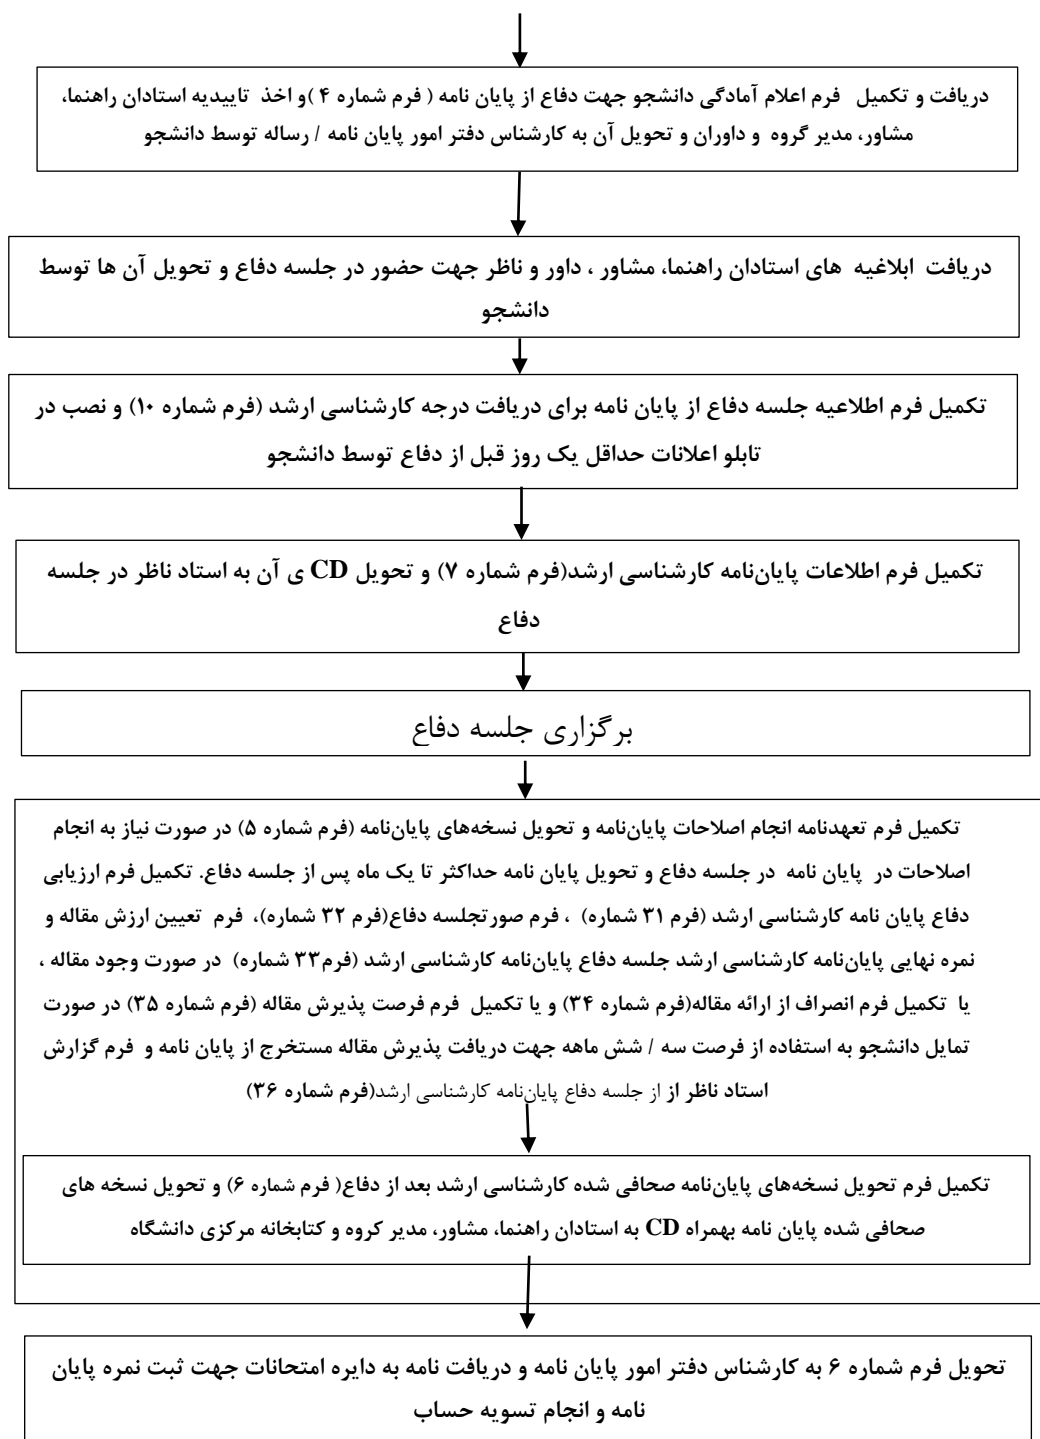 دریافت و تکمیل فرم اعلام آمادگی دانشجو جهت دفاع از پایان نامه ( فرم شماره ۴ )و اخذ تاییدیه استادان راهنما،
مشاور، مدیر گروه و داوران و تحویل آن به کارشناس دفتر امور پایان نامه / رساله توسط دانشجو
دریافت ابلاغیه های استادان راهنما، مشاور ، داور و ناظر جهت حضور در جلسه دفاع و تحویل آن ها توسط
دانشجو
تکمیل فرم اطلاعیه جلسه دفاع از پایان نامه برای دریافت درجه کارشناسی ارشد (فرم شماره ۱۰) و نصب در
تابلو اعلانات حداقل یک روز قبل از دفاع توسط دانشجو
تکمیل فرم اطلاعات پایان‌نامه کارشناسی ارشد(فرم شماره ۷) و تحویل CD ی آن به استاد ناظر در جلسه
دفاع
برگزاری جلسه دفاع
تکمیل فرم تعهدنامه انجام اصلاحات پایان‌نامه و تحویل نسخه‌های پایان‌نامه (فرم شماره ۵) در صورت نیاز به انجام
اصلاحات در پایان نامه در جلسه دفاع و تحویل پایان نامه حداکثر تا یک ماه پس از جلسه دفاع. تکمیل فرم ارزیابی
دفاع پایان نامه کارشناسی ارشد (فرم ۳۱ شماره) ، فرم صورتجلسه دفاع(فرم ۳۲ شماره)، فرم تعیین ارزش مقاله و
نمره نهایی پایان‌نامه کارشناسی ارشد جلسه دفاع پایان‌نامه کارشناسی ارشد (فرم۳۳ شماره) در صورت وجود مقاله ،
یا تکمیل فرم انصراف از ارائه مقاله(فرم شماره ۳۴) و یا تکمیل فرم فرصت پذیرش مقاله (فرم شماره ۳۵) در صورت
تمایل دانشجو به استفاده از فرصت سه / شش ماهه جهت دریافت پذیرش مقاله مستخرج از پایان نامه و فرم گزارش
استاد ناظر از از جلسه دفاع پایان‌نامه کارشناسی ارشد(فرم شماره ۳۶)
تکمیل فرم تحویل نسخه‌های پایان‌نامه صحافی شده کارشناسی ارشد بعد از دفاع( فرم شماره ۶) و تحویل نسخه های
صحافی شده پایان نامه بهمراه CD به استادان راهنما، مشاور، مدیر کروه و کتابخانه مرکزی دانشگاه
تحویل فرم شماره ۶ به کارشناس دفتر امور پایان نامه و دریافت نامه به دایره امتحانات جهت ثبت نمره پایان
نامه و انجام تسویه حساب